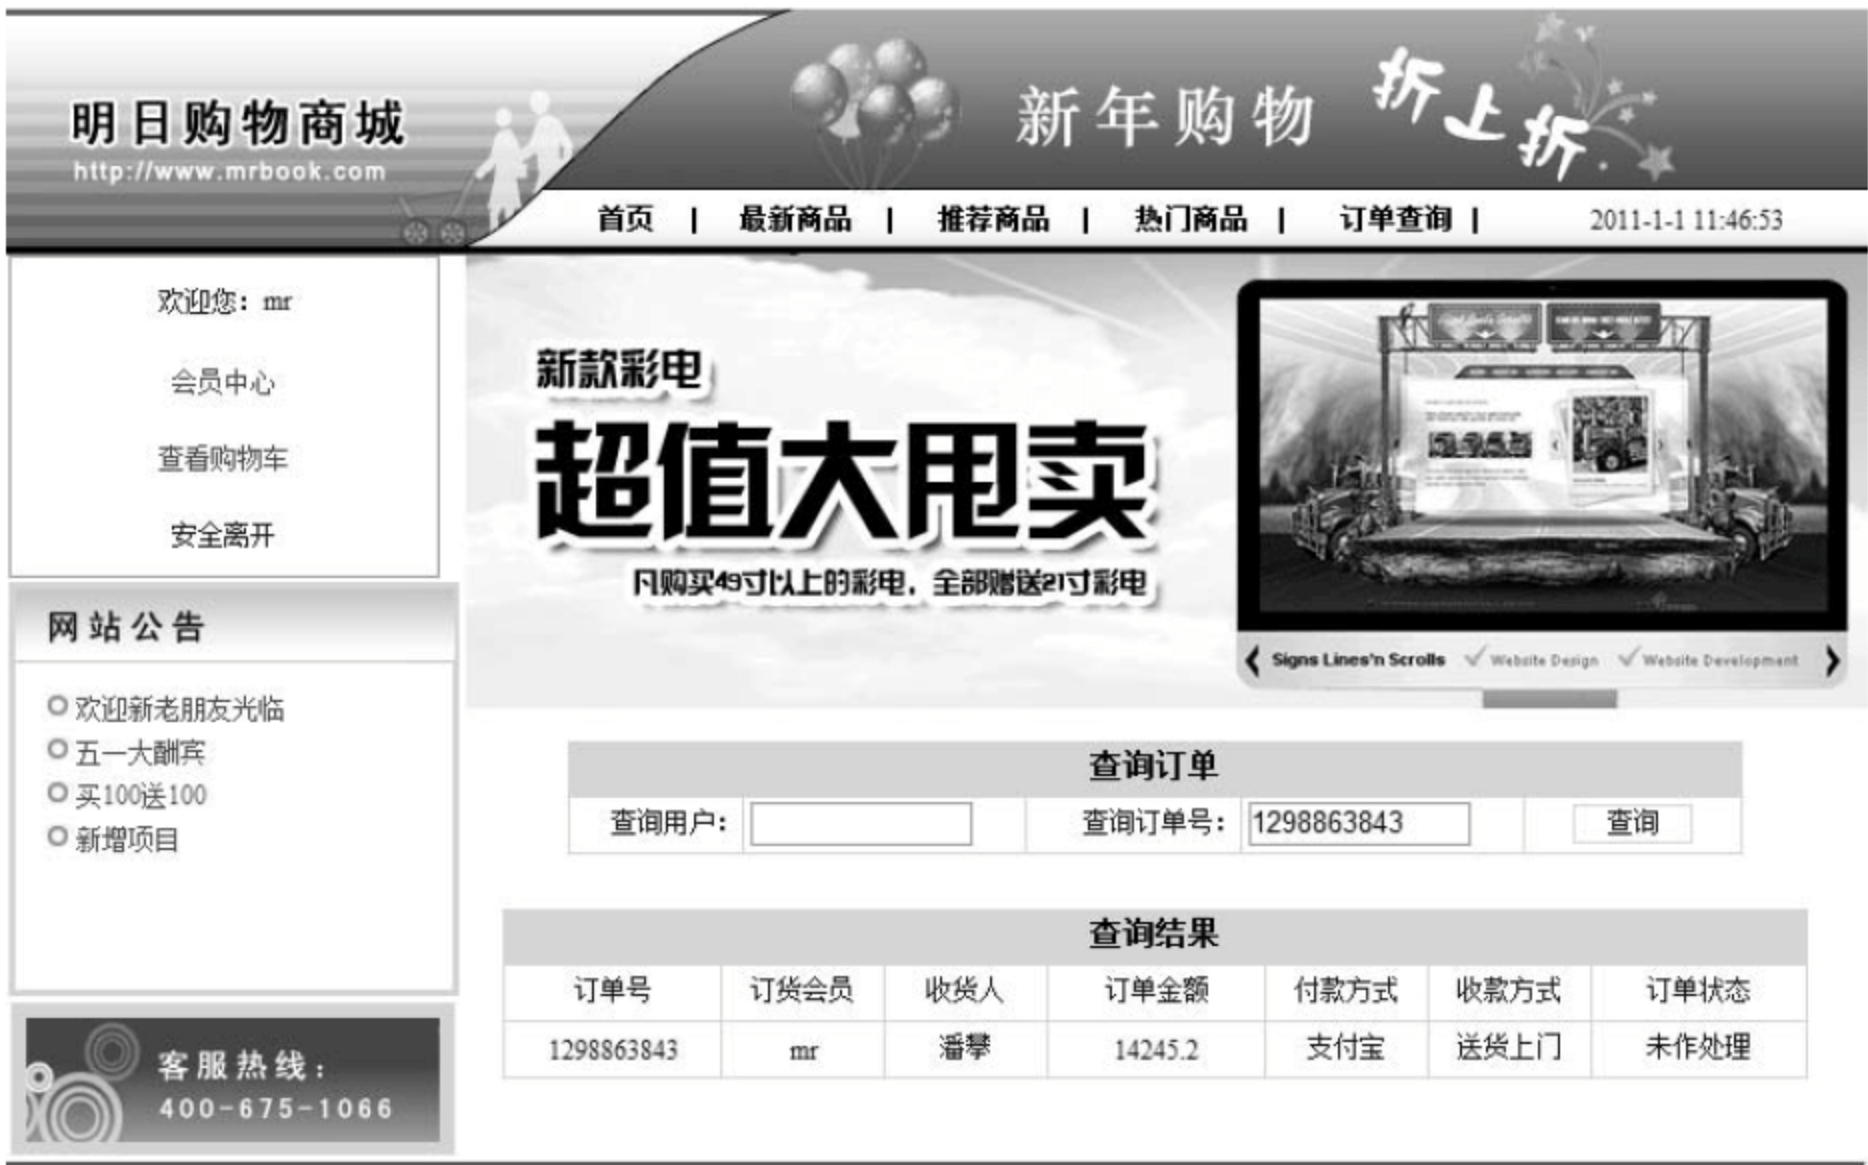 明日购物商城
http://www.mrbook.com
新年购物 折上折
首页 | 最新商品 | 推荐商品 | 热门商品 | 订单查询 | 2011-1-1 11:46:53
欢迎您：mr
会员中心
查看购物车
安全离开
网站公告
欢迎新老朋友光临
五一大酬宾
买100送100
新增项目
客服热线：
400-675-1066
新款彩电
超值大甩卖
凡购买49寸以上的彩电，全部赠送21寸彩电
Signs Lines'n Scrolls Website Design Website Development
查询订单
查询用户： 查询订单号： 1298863843 查询
查询结果
订单号 订货会员 收货人 订单金额 付款方式 收款方式 订单状态
1298863843 mr 潘攀 14245.2 支付宝 送货上门 未作处理